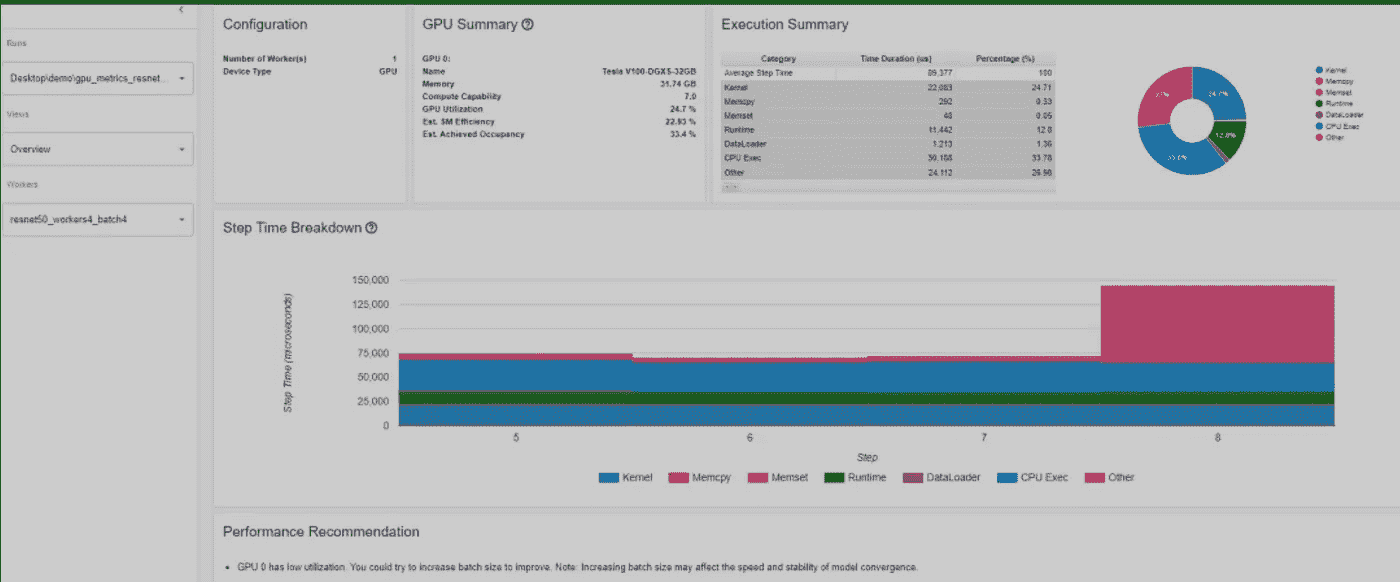 Configuration
GPU Summary
Execution Summary
Runs
Desktop\demo\gpu_metrics_resnet...
Views
Overview
Workers
resnet50_workers4_batch4
Number of Worker(s) 1
Device Type GPU
GPU 0:
Name Tesla V100-DGXS-32GB
Memory 31.74 GB
Compute Capability 7.0
GPU Utilization 24.7 %
Est. SM Efficiency 22.93 %
Est. Achieved Occupancy 33.4 %
Category Time Duration (us) Percentage (%)
Average Step Time 89,377 100
Kernel 22,083 24.71
Memcpy 292 0.33
Memset 48 0.05
Runtime 11,442 12.8
DataLoader 1,213 1.36
CPU Exec 30,188 33.78
Other 24,112 26.98
24.7%
12.8%
33.8%
27%
Kernel
Memcpy
Memset
Runtime
DataLoader
CPU Exec
Other
Step Time Breakdown
Step Time (microseconds)
150,000
125,000
100,000
75,000
50,000
25,000
0
5 6 7 8
Step
Kernel Memcpy Memset Runtime DataLoader CPU Exec Other
Performance Recommendation
• GPU 0 has low utilization. You could try to increase batch size to improve. Note: Increasing batch size may affect the speed and stability of model convergence.